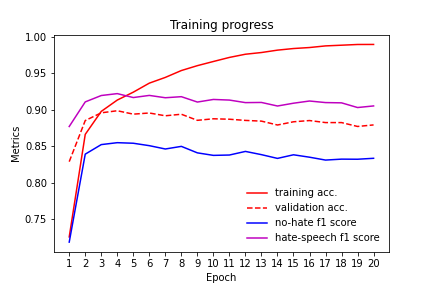 Training progress
1.00
0.95
0.90
0.85
0.80
0.75
Metrics
training acc.
validation acc.
no-hate f1 score
hate-speech f1 score
1 2 3 4 5 6 7 8 9 10 11 12 13 14 15 16 17 18 19 20
Epoch